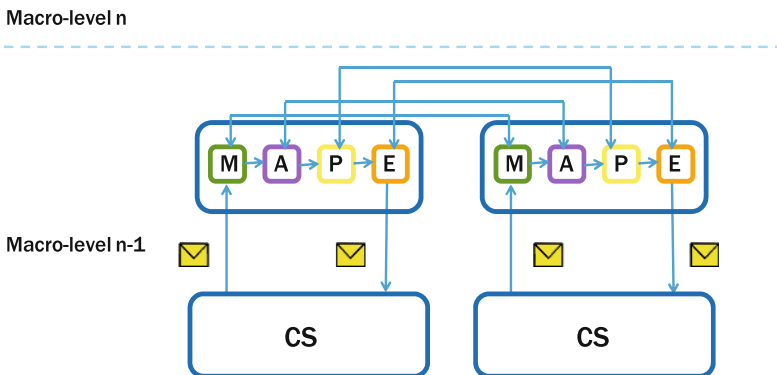 Macro-level n
M A P E M A P E
Macro-level n-1
CS CS